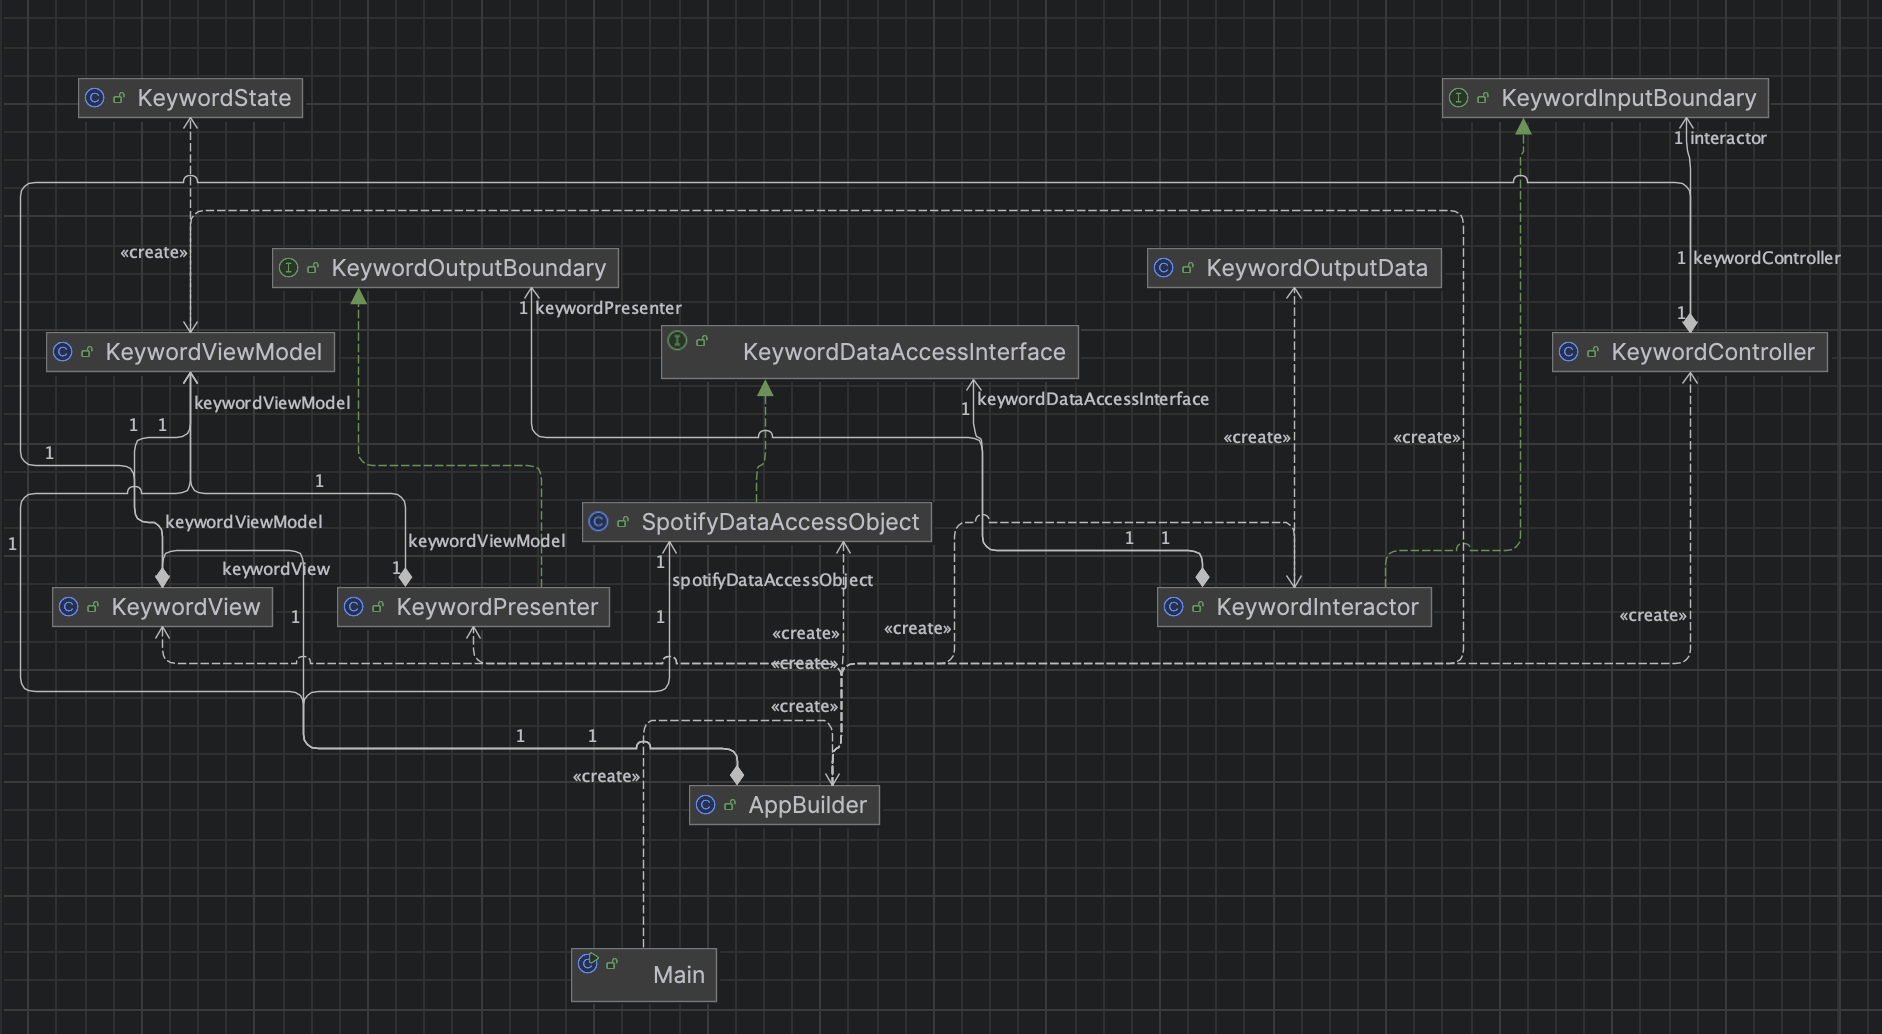 KeywordState
KeywordInputBoundary
1 interactor
«create»
KeywordOutputBoundary
KeywordOutputData
1 keywordController
1 keywordPresenter
1
KeywordViewModel
KeywordDataAccessInterface
KeywordController
keywordViewModel
1 keywordDataAccessInterface
1 1
«create»
«create»
1
1
keywordViewModel
SpotifyDataAccessObject
1
keywordViewModel
1 1
1
keywordView
1
spotifyDataAccessObject
KeywordView
KeywordPresenter
KeywordInteractor
1
1
«create»
«create»
«create»
«create»
«create»
1 1
«create»
AppBuilder
Main